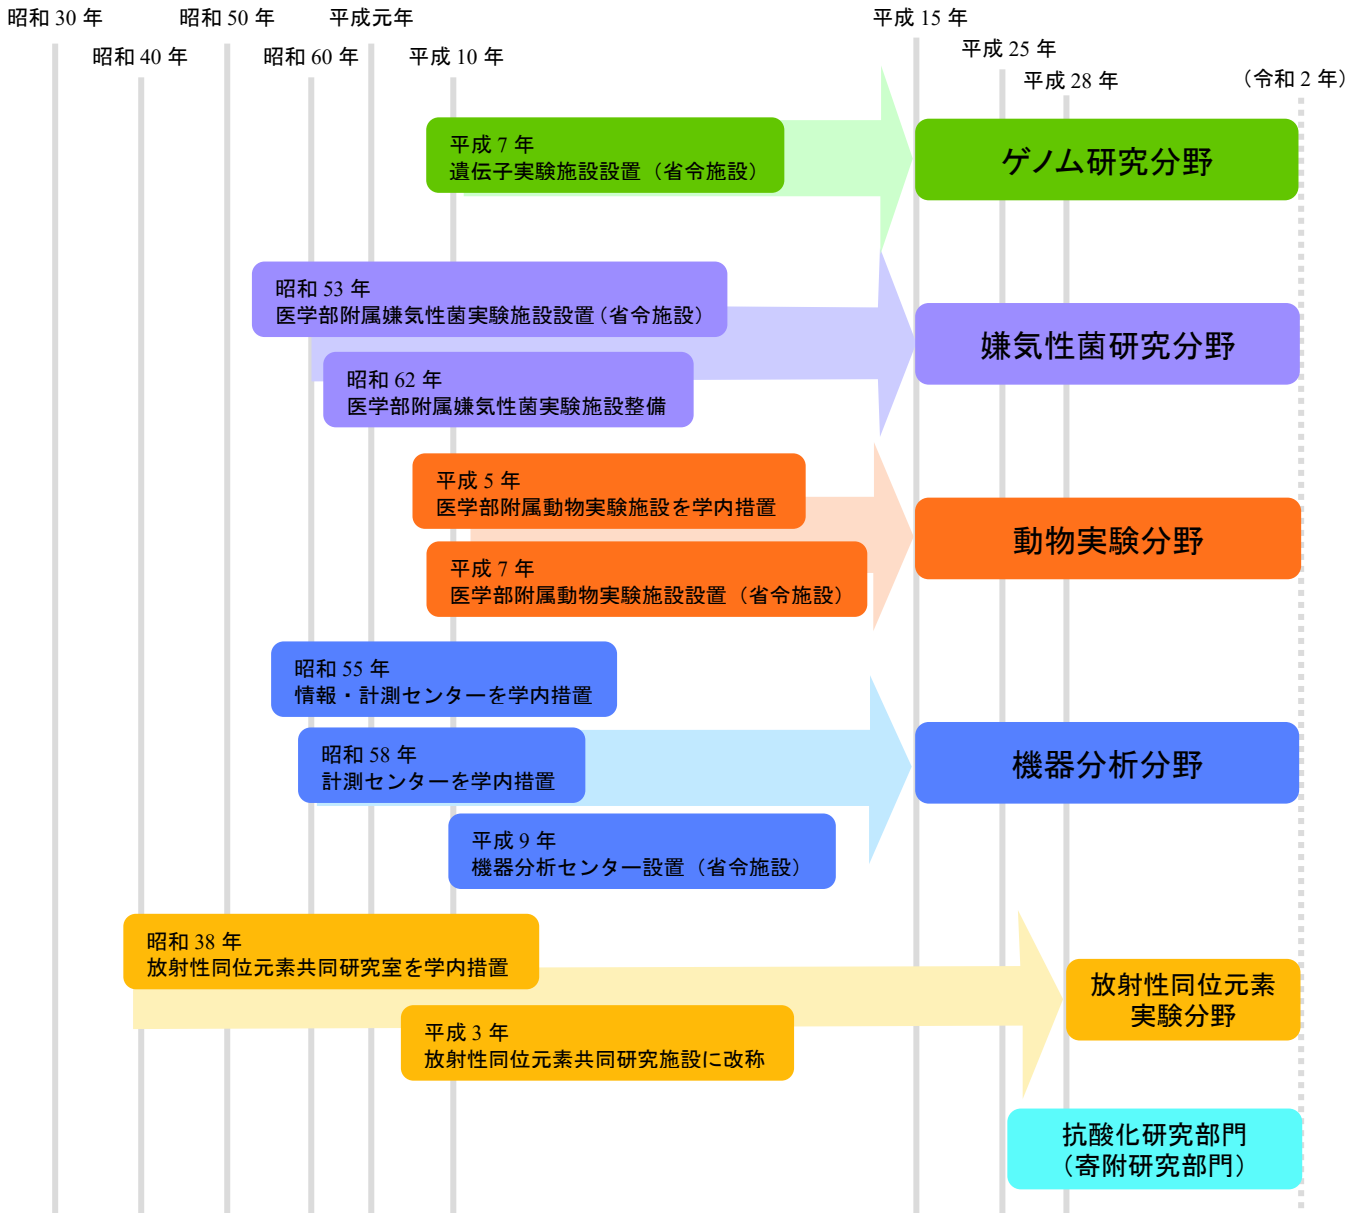 昭和 30 年
昭和 50 年
平成元年
平成 15 年
昭和 40 年
昭和 60 年
平成 10 年
平成 25 年
平成 28 年
（令和 2 年）
平成 7 年
遺伝子実験施設設置（省令施設）
ゲノム研究分野
昭和 53 年
医学部附属嫌気性菌実験施設設置（省令施設）
昭和 62 年
医学部附属嫌気性菌実験施設整備
嫌気性菌研究分野
平成 5 年
医学部附属動物実験施設を学内措置
平成 7 年
医学部附属動物実験施設設置（省令施設）
動物実験分野
昭和 55 年
情報・計測センターを学内措置
昭和 58 年
計測センターを学内措置
平成 9 年
機器分析センター設置（省令施設）
機器分析分野
昭和 38 年
放射性同位元素共同研究室を学内措置
平成 3 年
放射性同位元素共同研究施設に改称
放射性同位元素
実験分野
抗酸化研究部門
（寄附研究部門）